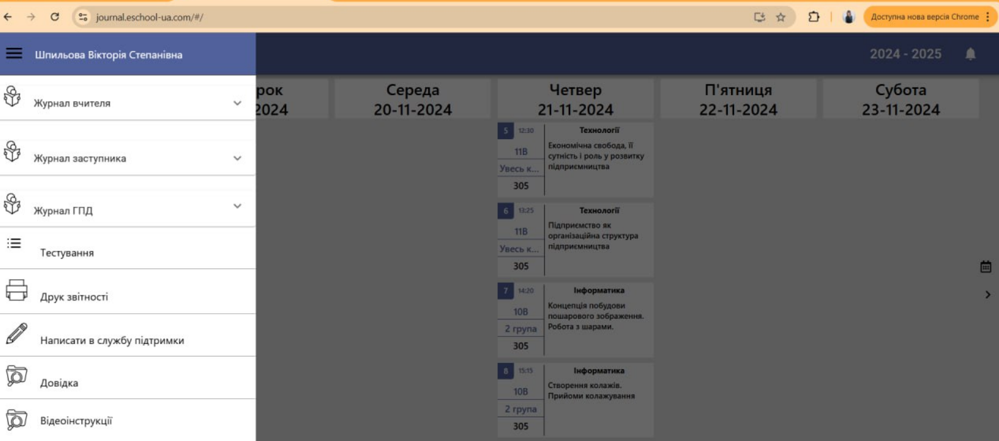 journal.eschool-ua.com/#/
Доступна нова версія Chrome
Шпильова Вікторія Степанівна
2024 - 2025
Журнал вчителя
Журнал заступника
Журнал ГПД
Тестування
Друк звітності
Написати в службу підтримки
Довідка
Відеоінструкції
рок
2024
Середа
20-11-2024
Четвер
21-11-2024
5 12:30
11В
Увесь к...
305
Технології
Економічна свобода, її
сутність і роль у розвитку
підприємництва
6 13:25
11В
Увесь к...
305
Технології
Підприємство як
організаційна структура
підприємництва
7 14:20
10В
2 група
305
Інформатика
Концепція побудови
пошарового зображення.
Робота з шарами.
8 15:15
10В
2 група
305
Інформатика
Створення колажів.
Прийоми колажування
П'ятниця
22-11-2024
Субота
23-11-2024